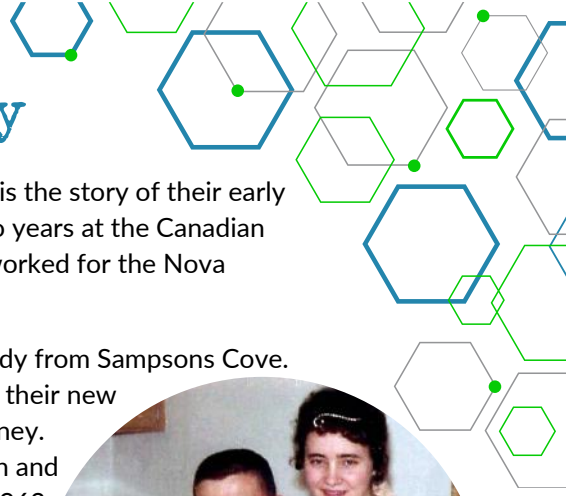 y
is the story of their early
years at the Canadian
worked for the Nova
dy from Sampsons Cove.
their new
ney.
and